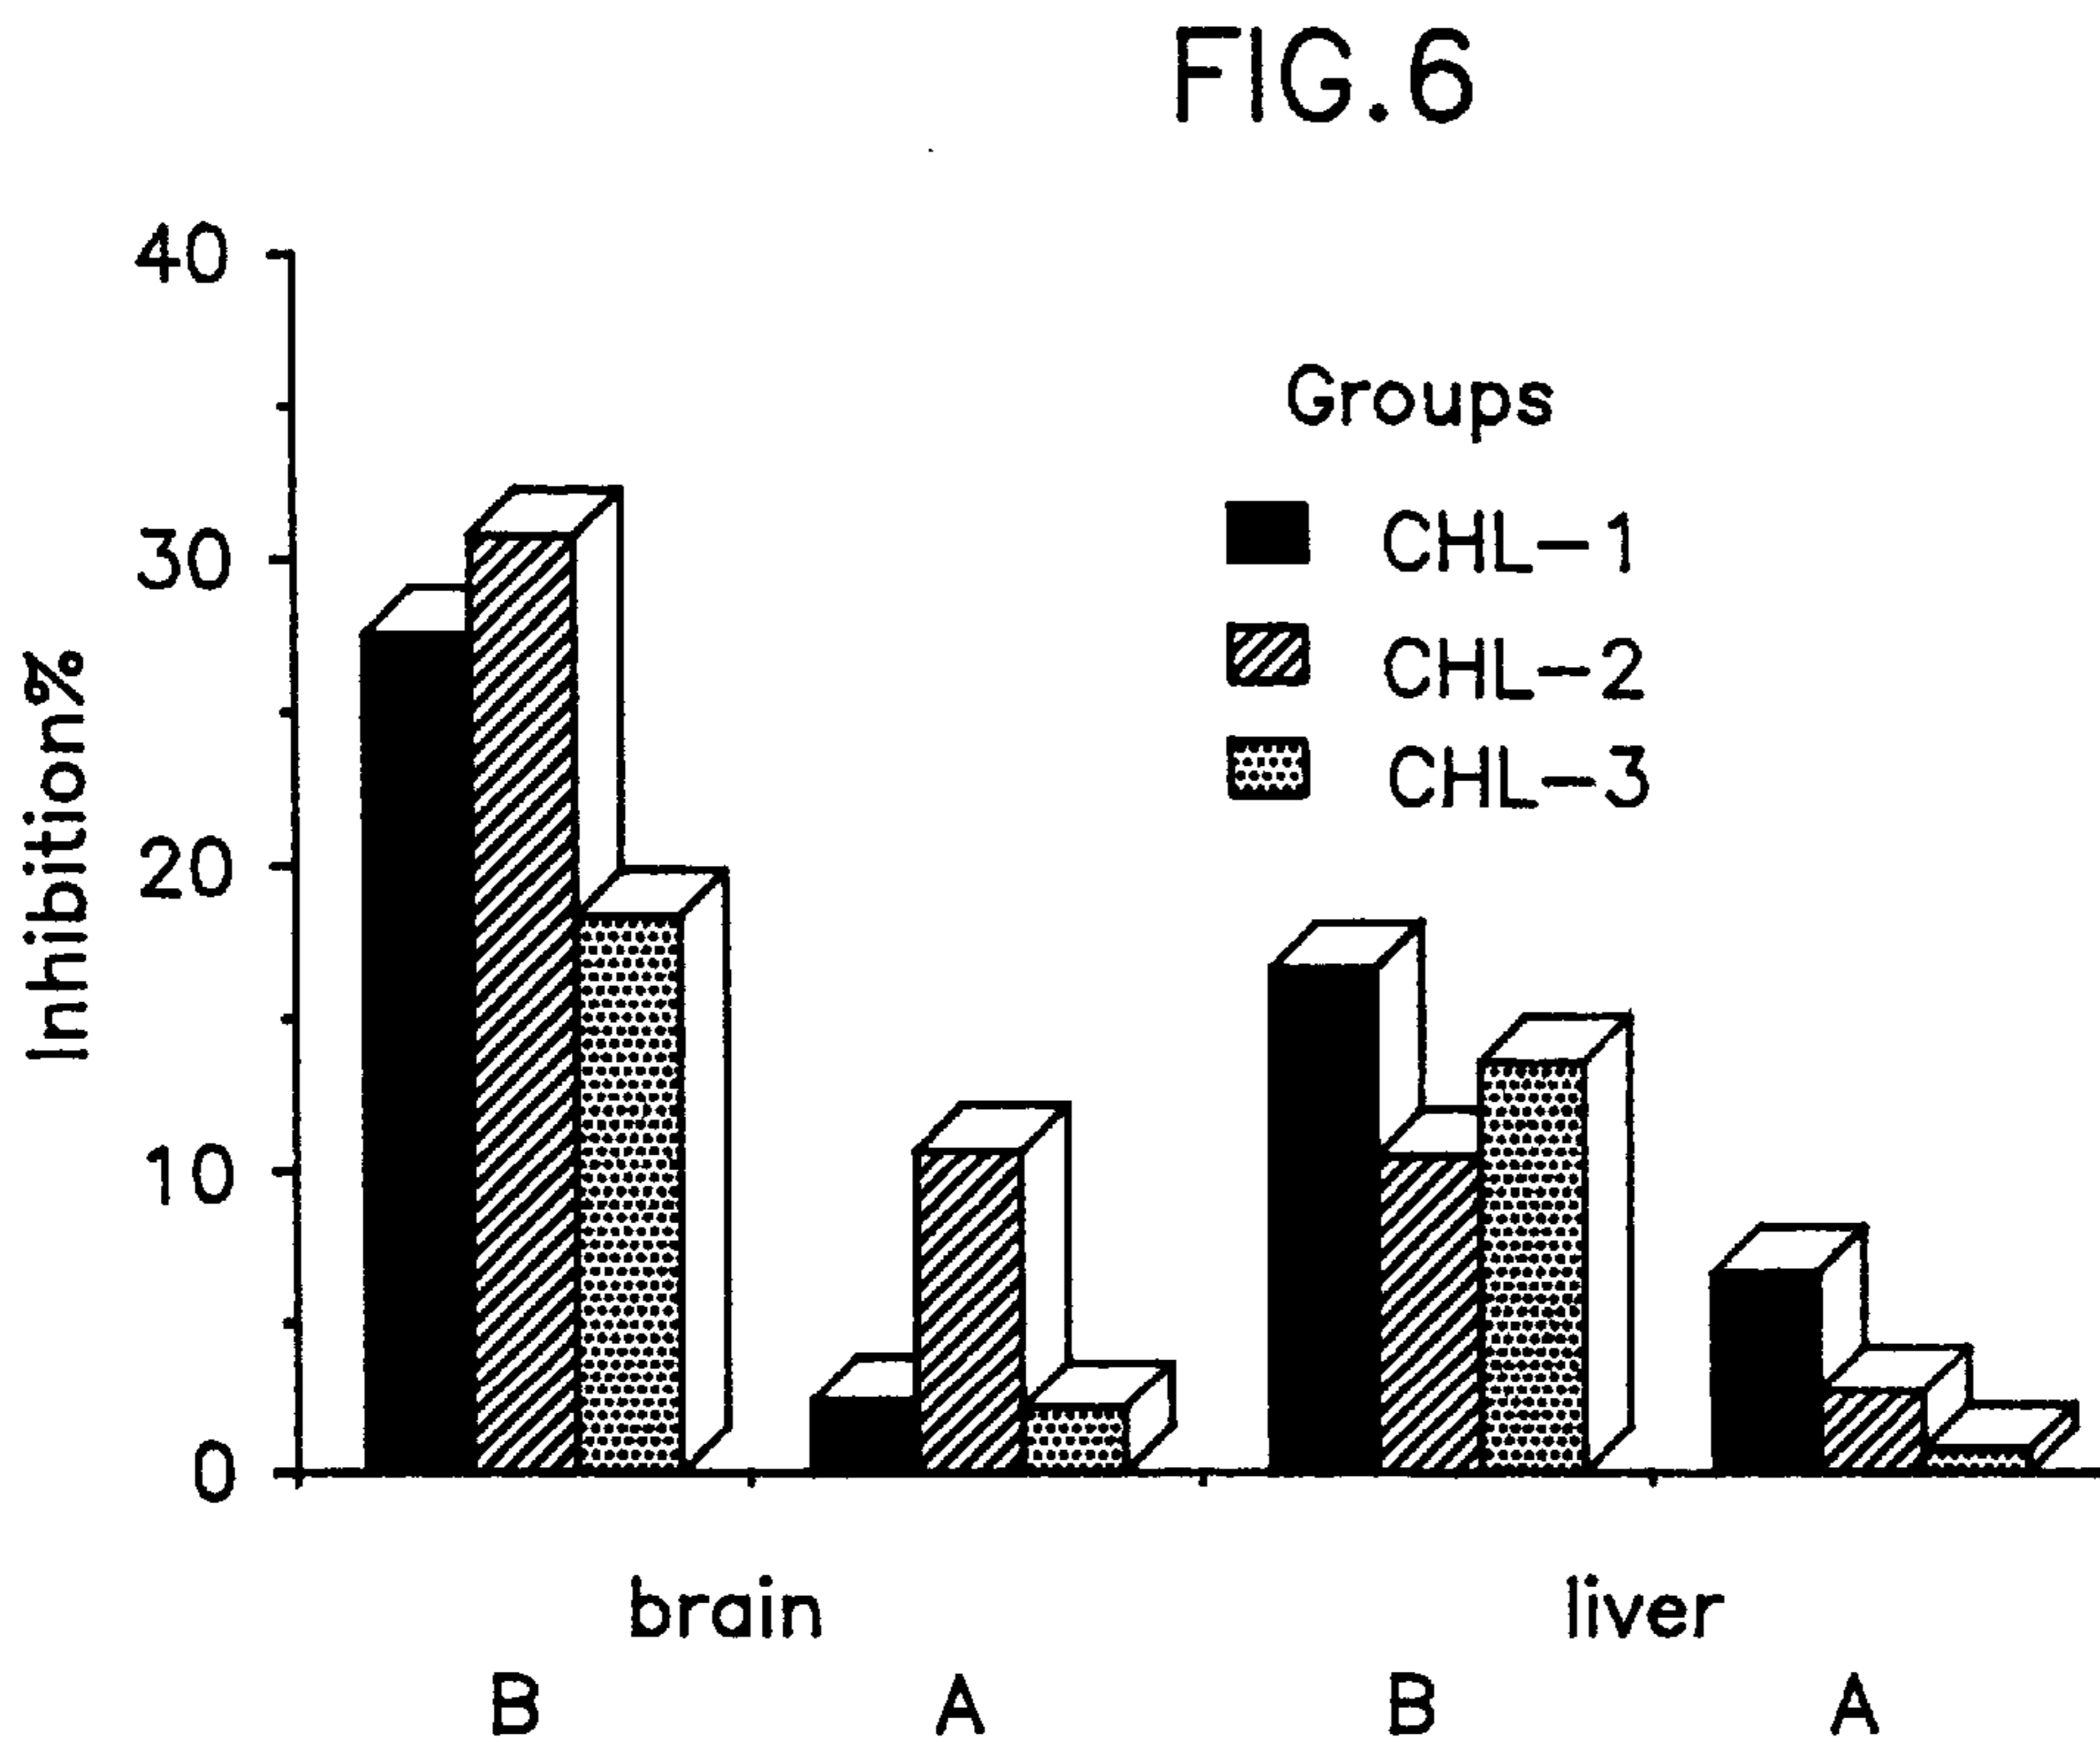 FIG.6
40
30
20
10
0
Inhibition%
Groups
CHL-1
CHL-2
CHL-3
brain liver
B A B A